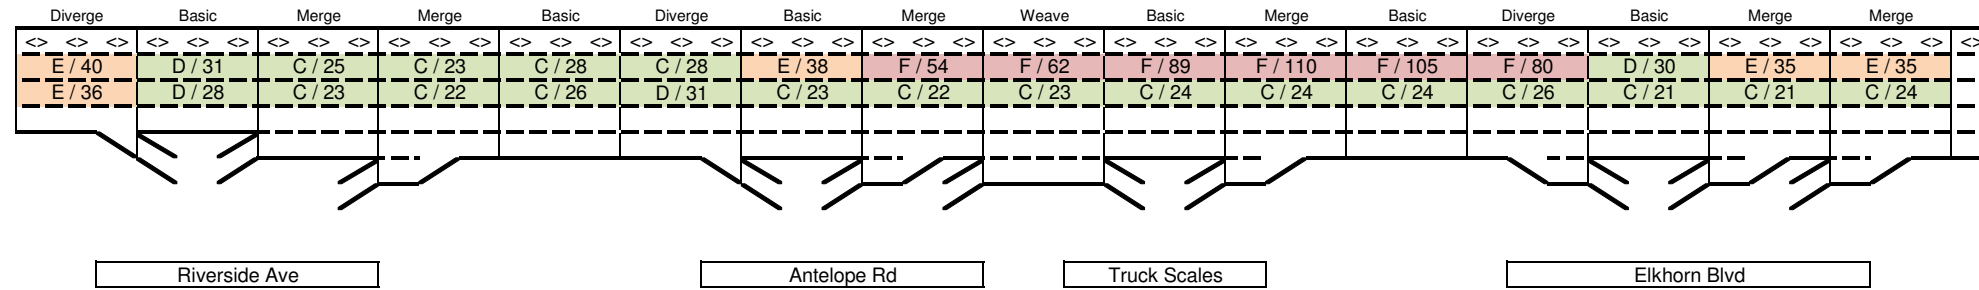 Diverge Basic Merge Merge Basic Diverge Basic Merge Weave Basic Merge Basic Diverge Basic Merge Merge
<> <> <> <> <> <> <> <> <> <> <> <> <> <> <> <> <> <> <> <> <> <> <> <> <> <> <> <> <> <> <> <> <> <> <> <> <> <> <> <> <> <> <> <> <> <> <> <> <>
E / 40 D / 31 C / 25 C / 23 C / 28 C / 28 E / 38 F / 54 F / 62 F / 89 F / 110 F / 105 F / 80 D / 30 E / 35 E / 35
E / 36 D / 28 C / 23 C / 22 C / 26 D / 31 C / 23 C / 22 C / 23 C / 24 C / 24 C / 24 C / 26 C / 21 C / 21 C / 24
Riverside Ave Antelope Rd Truck Scales Elkhorn Blvd